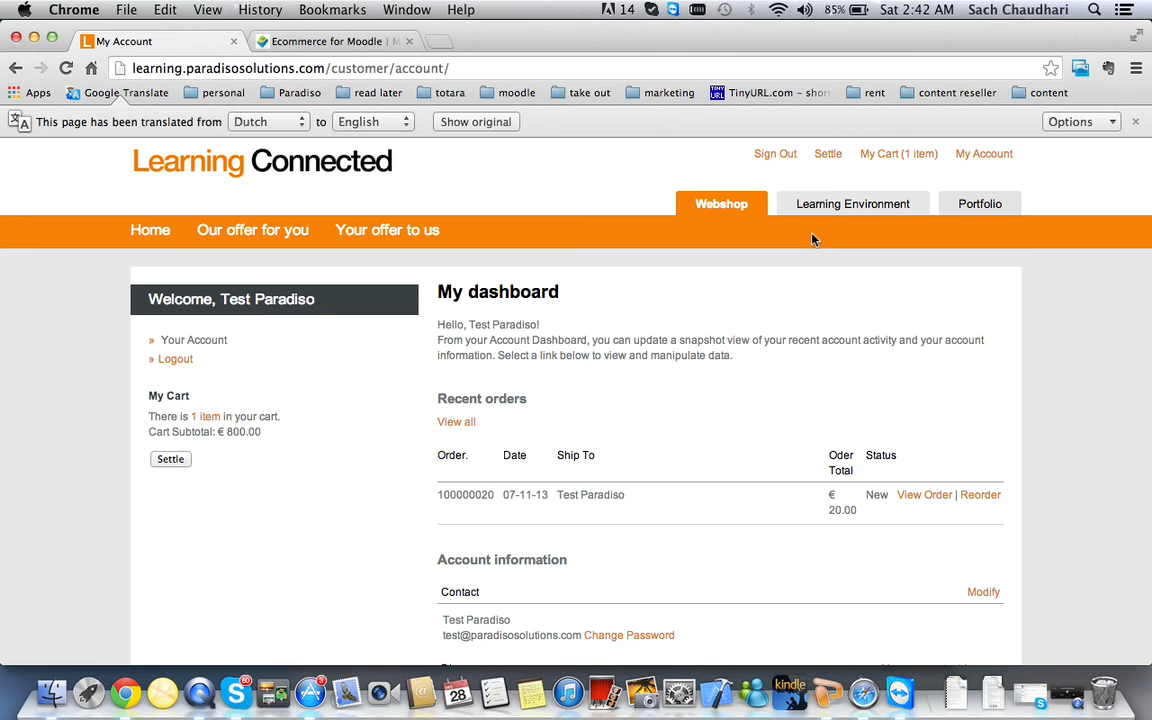 Chrome File Edit View History Bookmarks Window Help 14 85% Sat 2:42 AM Sach Chaudhari
My Account Ecommerce for Moodle | M
learning.paradisosolutions.com/customer/account/
Apps Google Translate personal Paradiso read later totara moodle take out marketing TinyURL.com – shor rent content reseller content
This page has been translated from Dutch to English Show original Options
Learning Connected
Sign Out Settle My Cart (1 item) My Account
Webshop Learning Environment Portfolio
Home Our offer for you Your offer to us
Welcome, Test Paradiso
» Your Account
» Logout
My Cart
There is 1 item in your cart.
Cart Subtotal: € 800.00
Settle
My dashboard
Hello, Test Paradiso!
From your Account Dashboard, you can update a snapshot view of your recent account activity and your account
information. Select a link below to view and manipulate data.
Recent orders
View all
Order. Date Ship To Oder Total Status
100000020 07-11-13 Test Paradiso € 20.00 New View Order | Reorder
Account information
Contact Modify
Test Paradiso
test@paradisosolutions.com Change Password
60 3 28 kindle